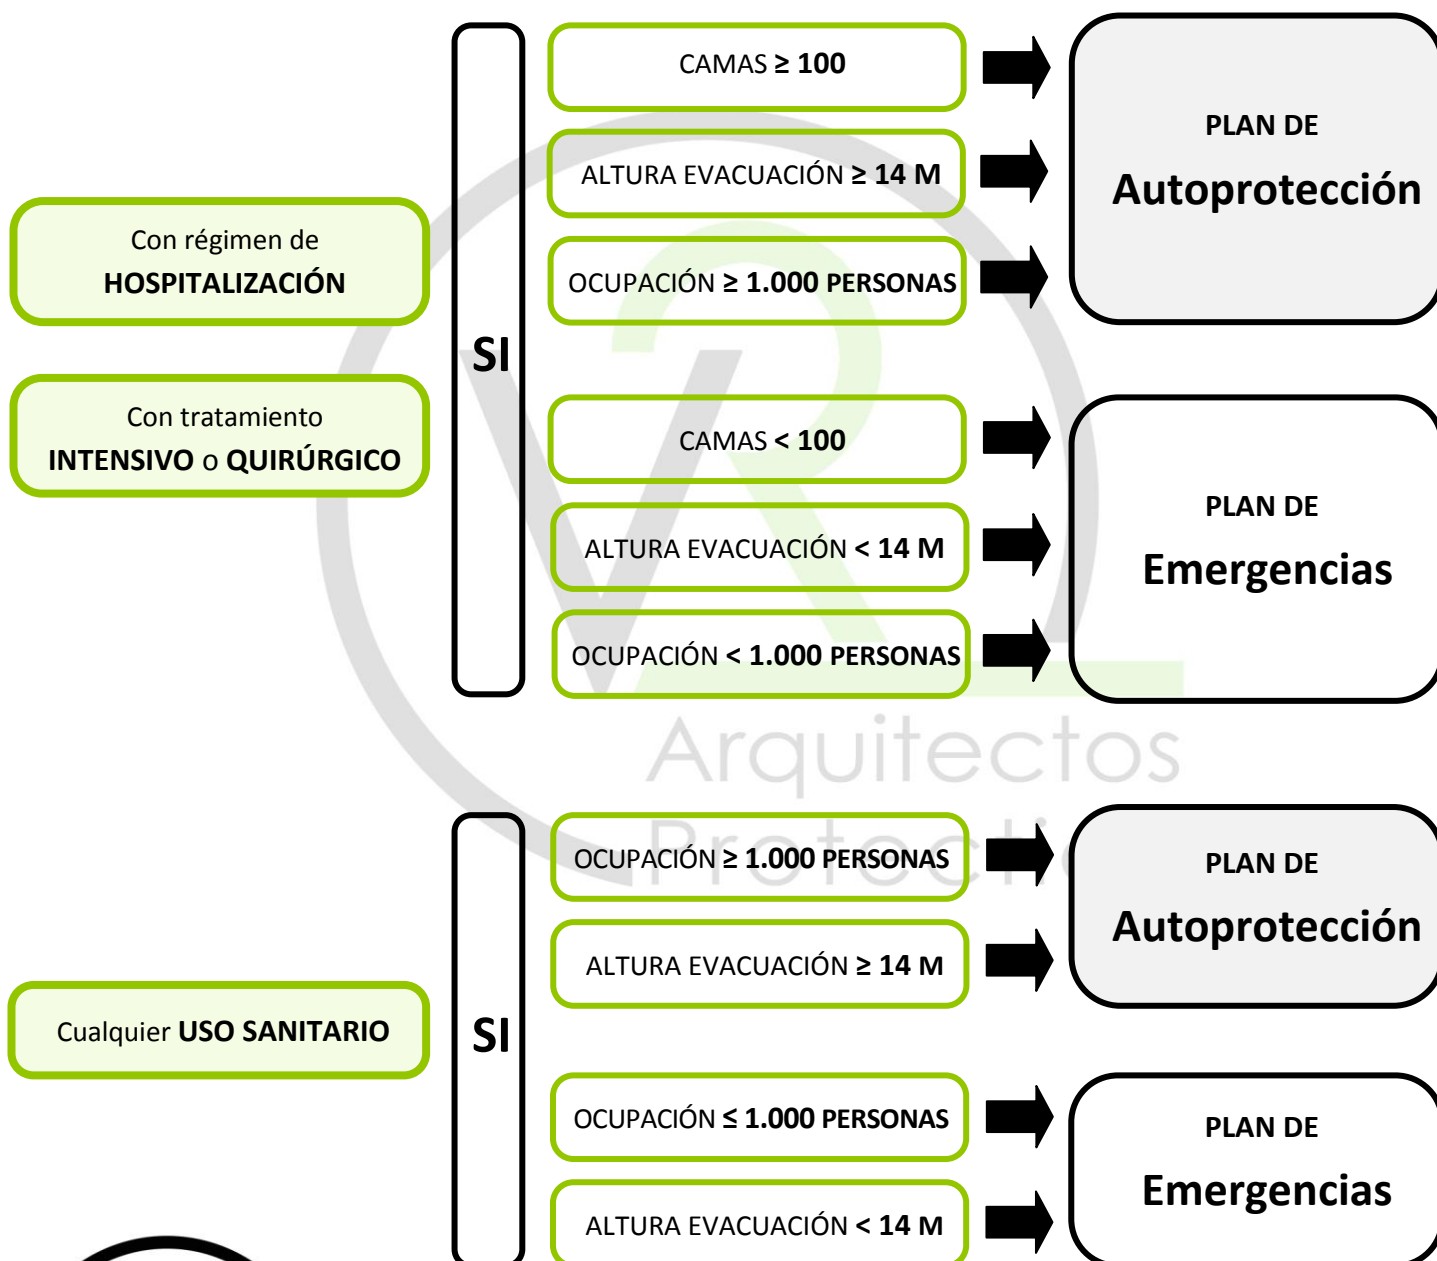 Con régimen de
HOSPITALIZACIÓN
Con tratamiento
INTENSIVO o QUIRÚRGICO
SI
CAMAS ≥ 100
ALTURA EVACUACIÓN ≥ 14 M
OCUPACIÓN ≥ 1.000 PERSONAS
PLAN DE
Autoprotección
CAMAS < 100
ALTURA EVACUACIÓN < 14 M
OCUPACIÓN < 1.000 PERSONAS
PLAN DE
Emergencias
Arquitectos
Cualquier USO SANITARIO
SI
OCUPACIÓN ≥ 1.000 PERSONAS
ALTURA EVACUACIÓN ≥ 14 M
PLAN DE
Autoprotección
OCUPACIÓN ≤ 1.000 PERSONAS
ALTURA EVACUACIÓN < 14 M
PLAN DE
Emergencias